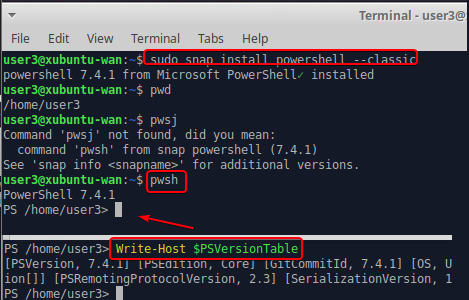 Terminal - user3@
File Edit View Terminal Tabs Help
user3@xubuntu-wan:~$ sudo snap install powershell --classic
powershell 7.4.1 from Microsoft PowerShell✓ installed
user3@xubuntu-wan:~$ pwd
/home/user3
user3@xubuntu-wan:~$ pwsj
Command 'pwsj' not found, did you mean:
  command 'pwsh' from snap powershell (7.4.1)
See 'snap info <snapname>' for additional versions.
user3@xubuntu-wan:~$ pwsh
PowerShell 7.4.1
PS /home/user3>
PS /home/user3> Write-Host $PSVersionTable
[PSVersion, 7.4.1] [PSEdition, Core] [GitCommitId, 7.4.1] [OS, U
ion[]] [PSRemotingProtocolVersion, 2.3] [SerializationVersion, 1
PS /home/user3>